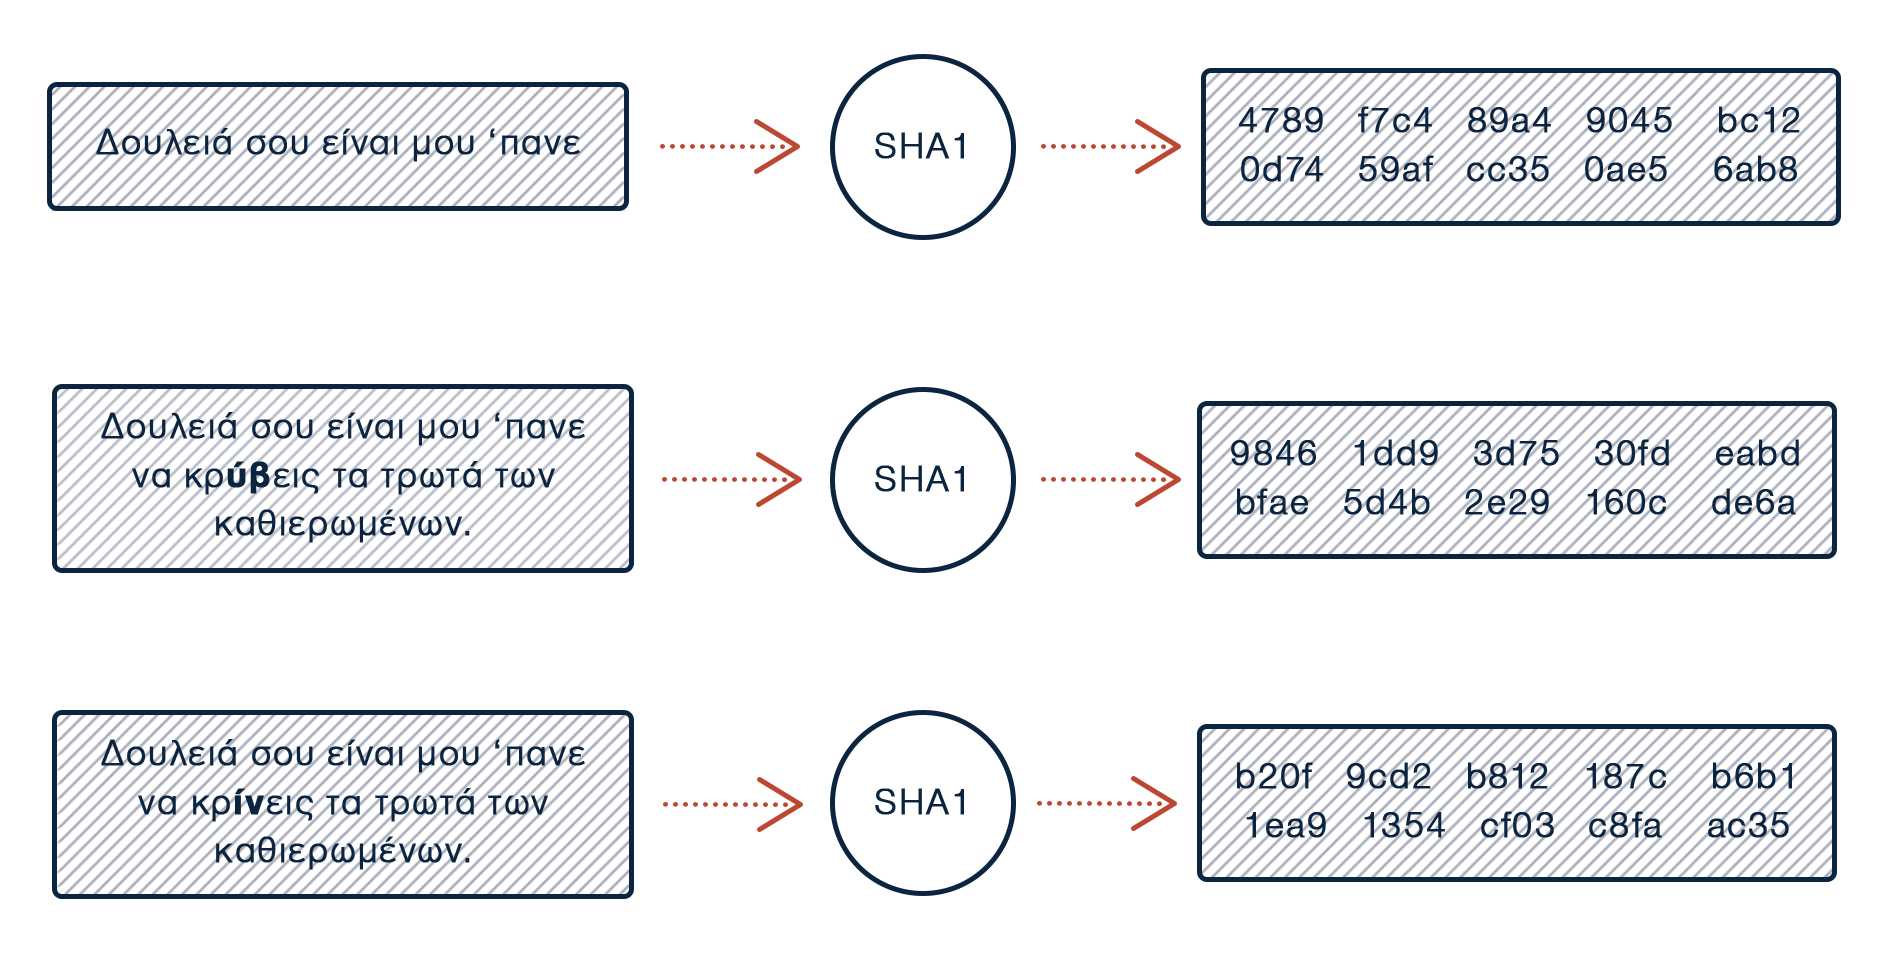 Δουλειά σου είναι μου ‘πανε
SHA1
4789 f7c4 89a4 9045 bc12
0d74 59af cc35 0ae5 6ab8
Δουλειά σου είναι μου ‘πανε
να κρύβεις τα τρωτά των
καθιερωμένων.
SHA1
9846 1dd9 3d75 30fd eabd
bfae 5d4b 2e29 160c de6a
Δουλειά σου είναι μου ‘πανε
να κρίνεις τα τρωτά των
καθιερωμένων.
SHA1
b20f 9cd2 b812 187c b6b1
1ea9 1354 cf03 c8fa ac35